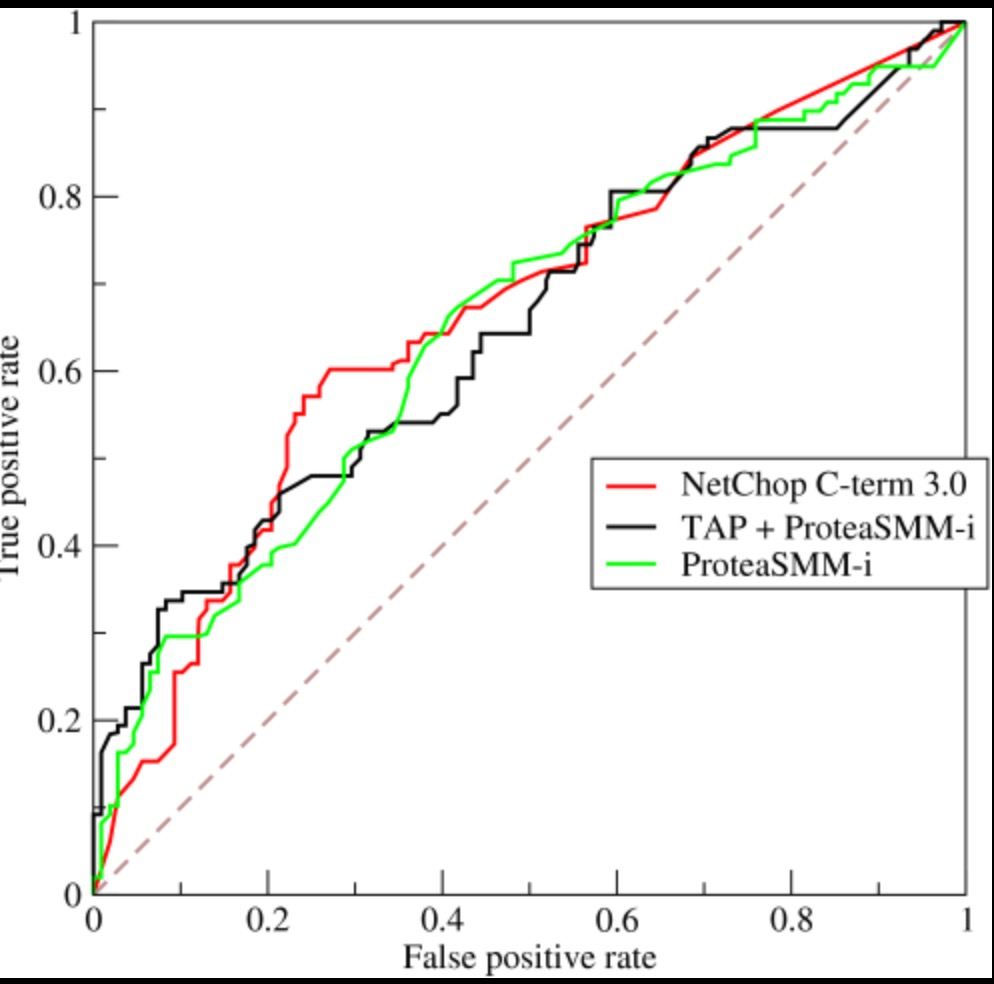 1
0.8
0.6
0.4
0.2
0
True positive rate
NetChop C-term 3.0
TAP + ProteaSMM-i
ProteaSMM-i
0 0.2 0.4 0.6 0.8 1
False positive rate